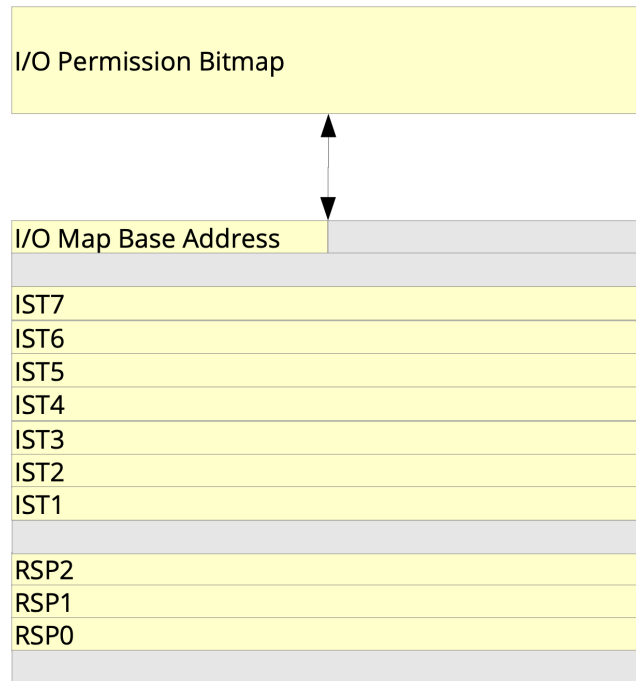 I/O Permission Bitmap
I/O Map Base Address
IST7
IST6
IST5
IST4
IST3
IST2
IST1
RSP2
RSP1
RSP0